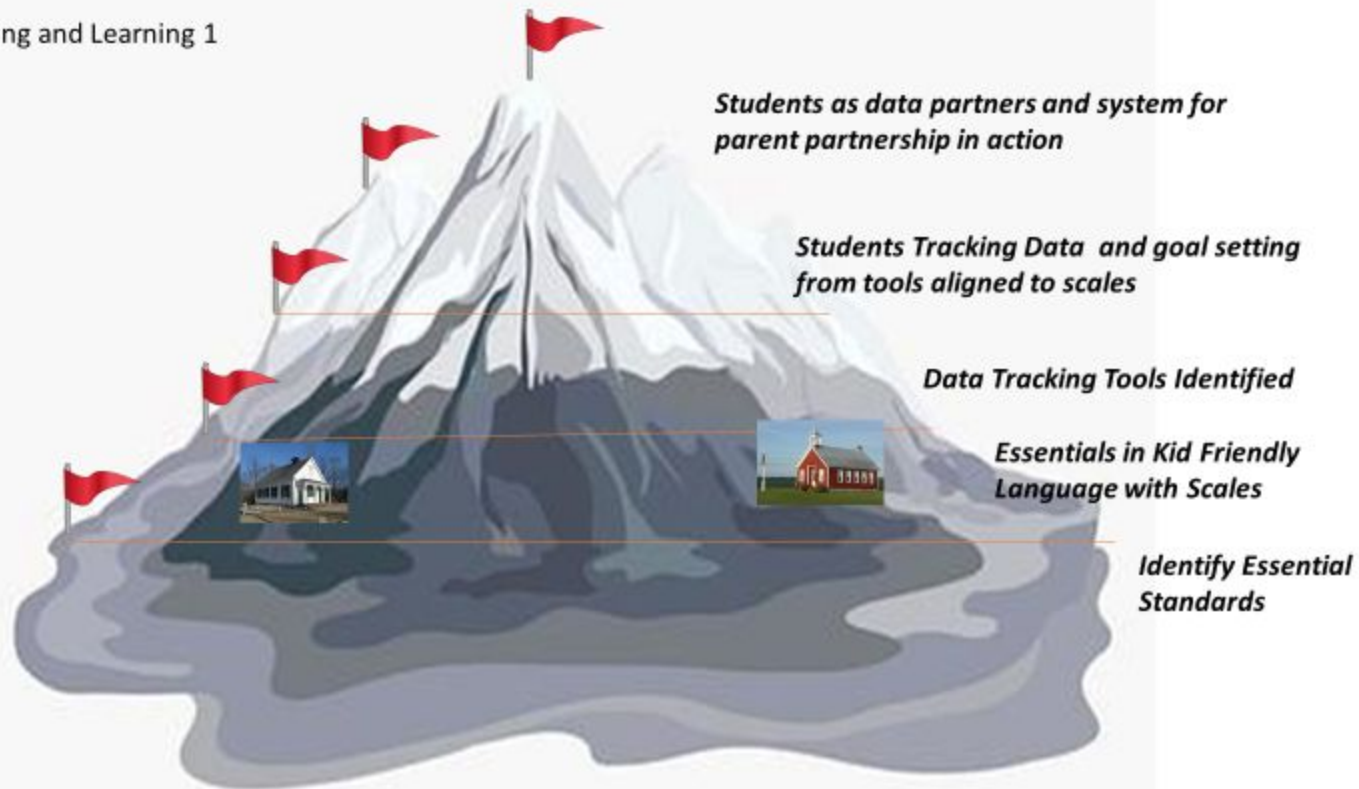 ng and Learning 1
Students as data partners and system for
parent partnership in action
Students Tracking Data and goal setting
from tools aligned to scales
Data Tracking Tools Identified
Essentials in Kid Friendly
Language with Scales
Identify Essential
Standards